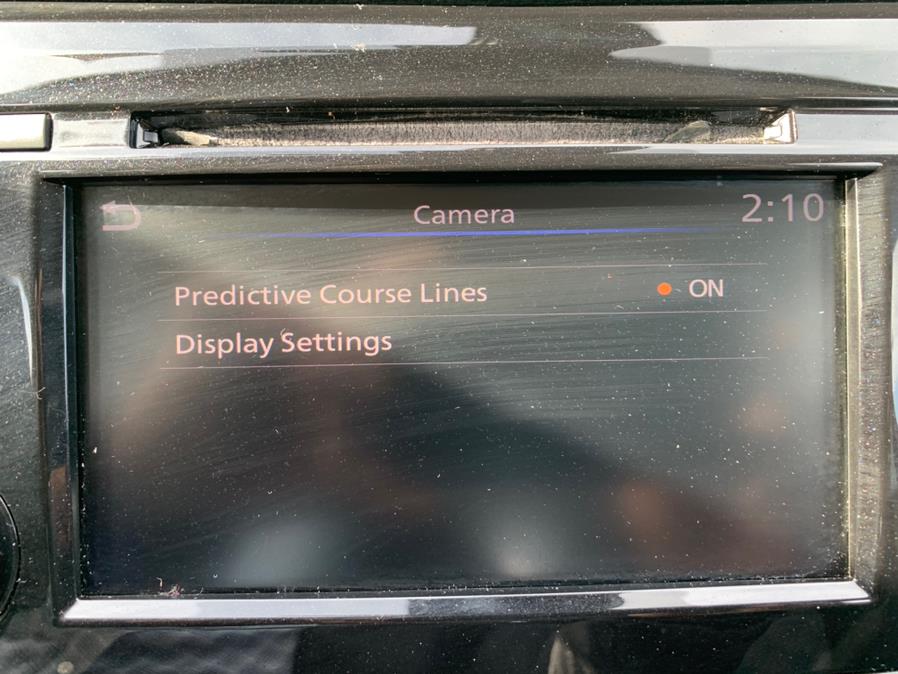 Camera
2:10
Predictive Course Lines
ON
Display Settings